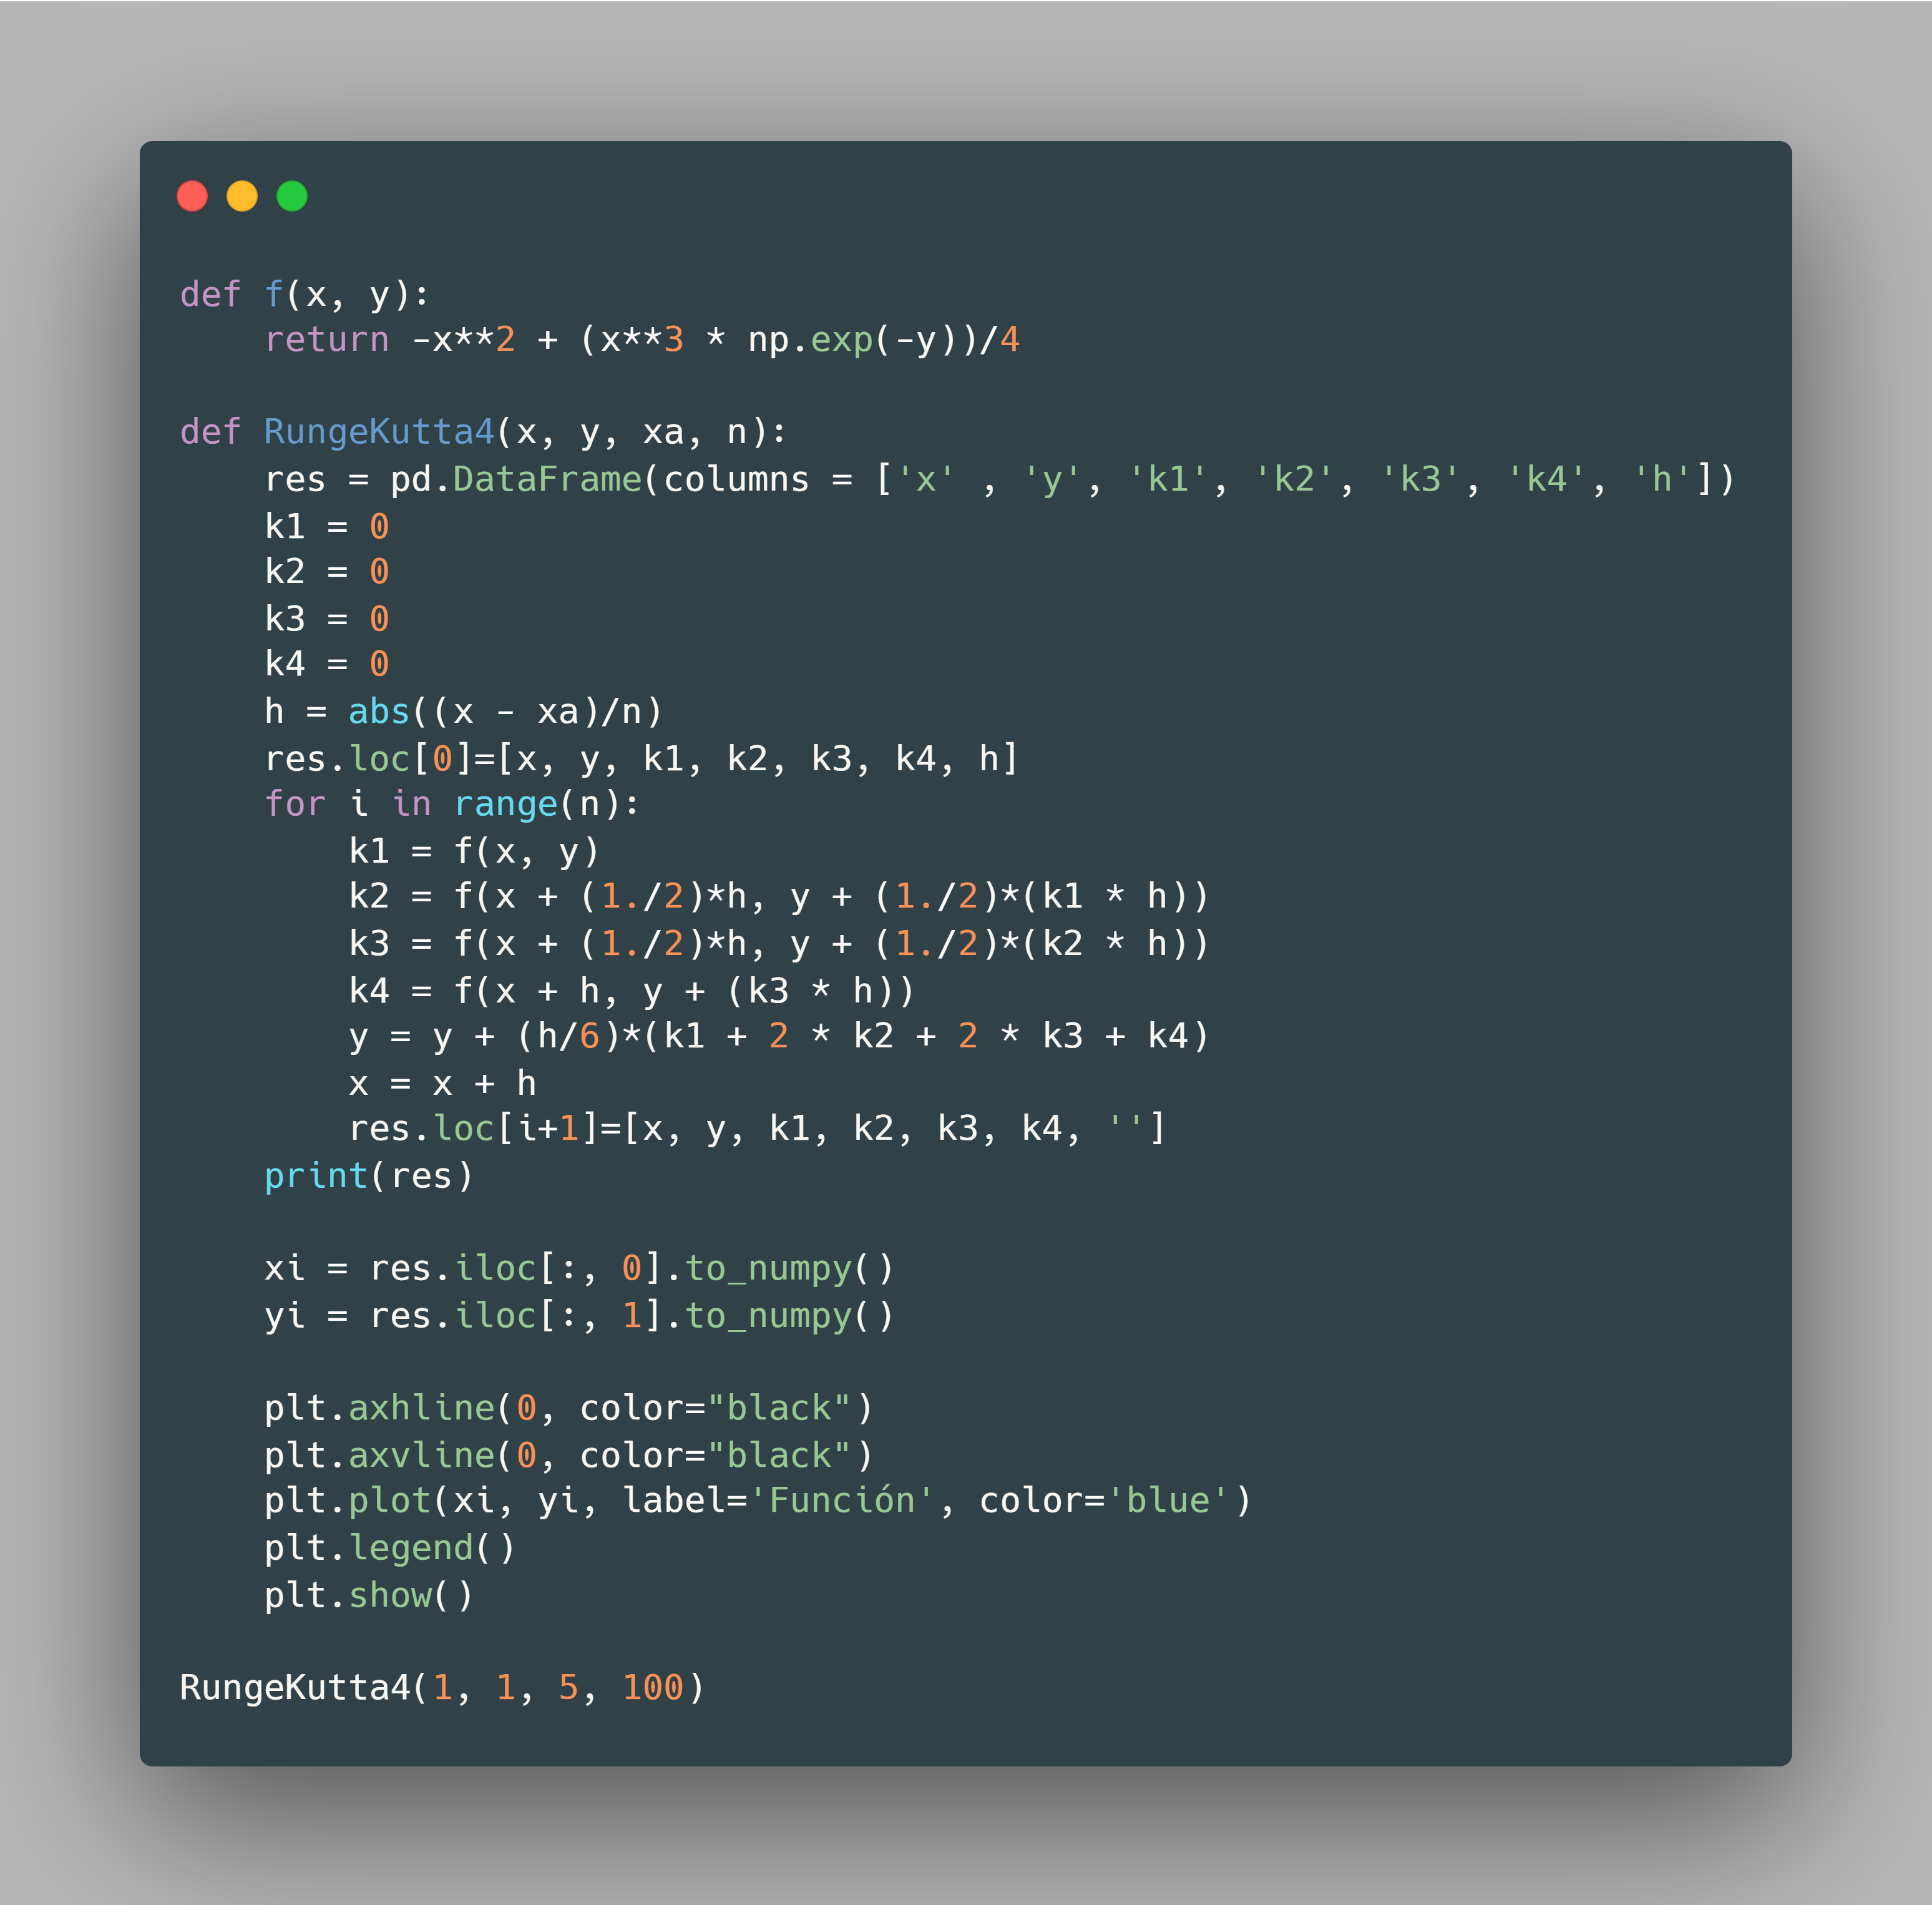 def f(x, y):
    return -x**2 + (x**3 * np.exp(-y))/4

def RungeKutta4(x, y, xa, n):
    res = pd.DataFrame(columns = ['x' , 'y', 'k1', 'k2', 'k3', 'k4', 'h'])
    k1 = 0
    k2 = 0
    k3 = 0
    k4 = 0
    h = abs((x - xa)/n)
    res.loc[0]=[x, y, k1, k2, k3, k4, h]
    for i in range(n):
        k1 = f(x, y)
        k2 = f(x + (1./2)*h, y + (1./2)*(k1 * h))
        k3 = f(x + (1./2)*h, y + (1./2)*(k2 * h))
        k4 = f(x + h, y + (k3 * h))
        y = y + (h/6)*(k1 + 2 * k2 + 2 * k3 + k4)
        x = x + h
        res.loc[i+1]=[x, y, k1, k2, k3, k4, '']
    print(res)

    xi = res.iloc[:, 0].to_numpy()
    yi = res.iloc[:, 1].to_numpy()

    plt.axhline(0, color="black")
    plt.axvline(0, color="black")
    plt.plot(xi, yi, label='Función', color='blue')
    plt.legend()
    plt.show()

RungeKutta4(1, 1, 5, 100)